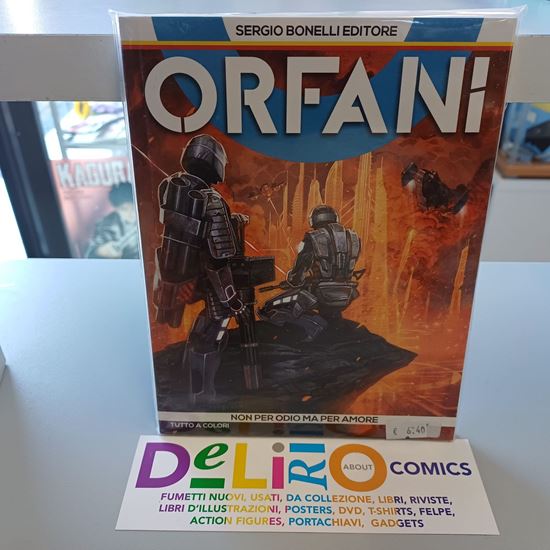 SERGIO BONELLI EDITORE
ORFANI
KAGUR
NON PER ODIO MA PER AMORE
TUTTO A COLORI
€ 6,40
DeLiRiO ABOUT COMICS
FUMETTI NUOVI, USATI, DA COLLEZIONE, LIBRI, RIVISTE,
LIBRI D'ILLUSTRAZIONI, POSTERS, DVD, T-SHIRTS, FELPE,
ACTION FIGURES, PORTACHIAVI, GADGETS